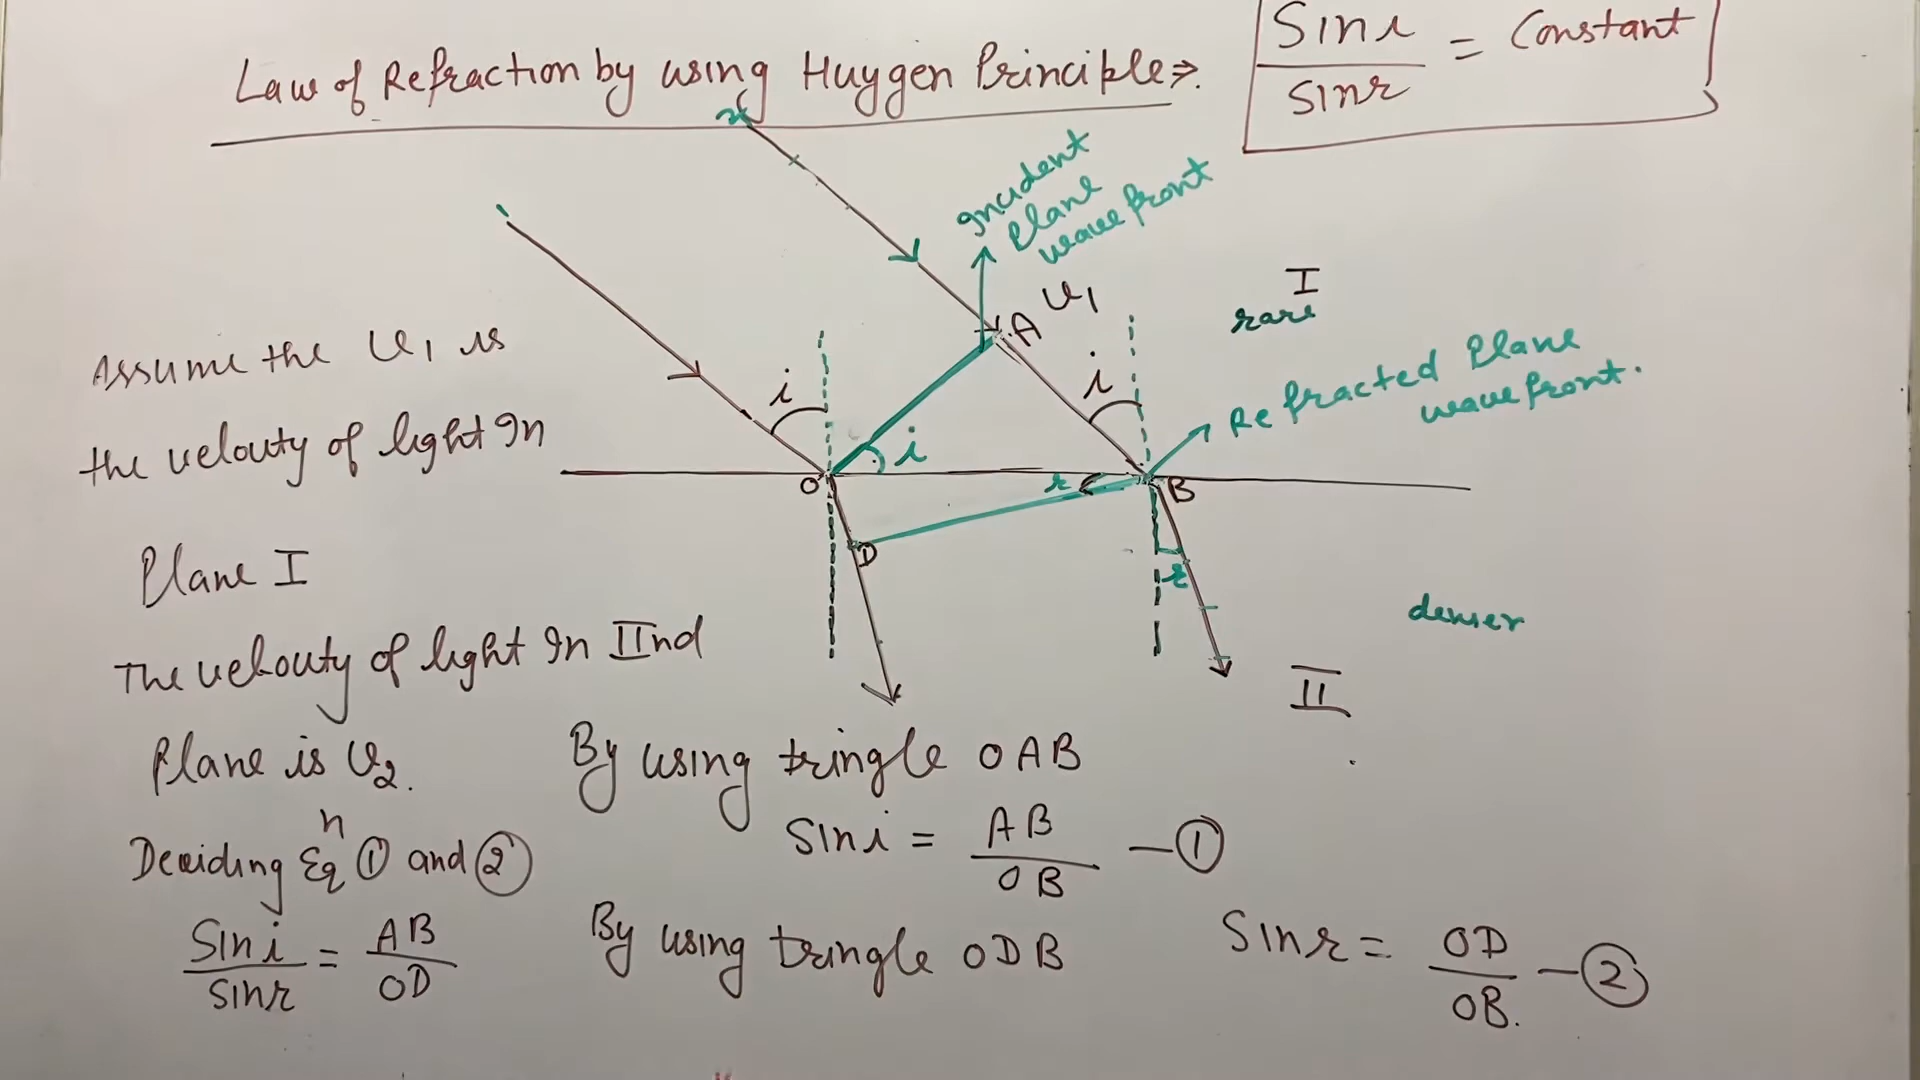 Law of Refraction by using Huygen Principle ⇒.
Sin i / Sin r = Constant
Incident
Plane
wave front
A
v1
I
rare
i
i
i
Refracted Plane
wave front.
O
r
B
D
r
denser
II
Assume the v1 is
the velouty of light In
Plane I
The velouty of light In IInd
Plane is v2.
By using tringle OAB
Sin i = AB / OB — ①
Deviding Eqn ① and ②
Sin i / Sin r = AB / OD
By using tringle ODB
Sin r = OD / OB. — ②